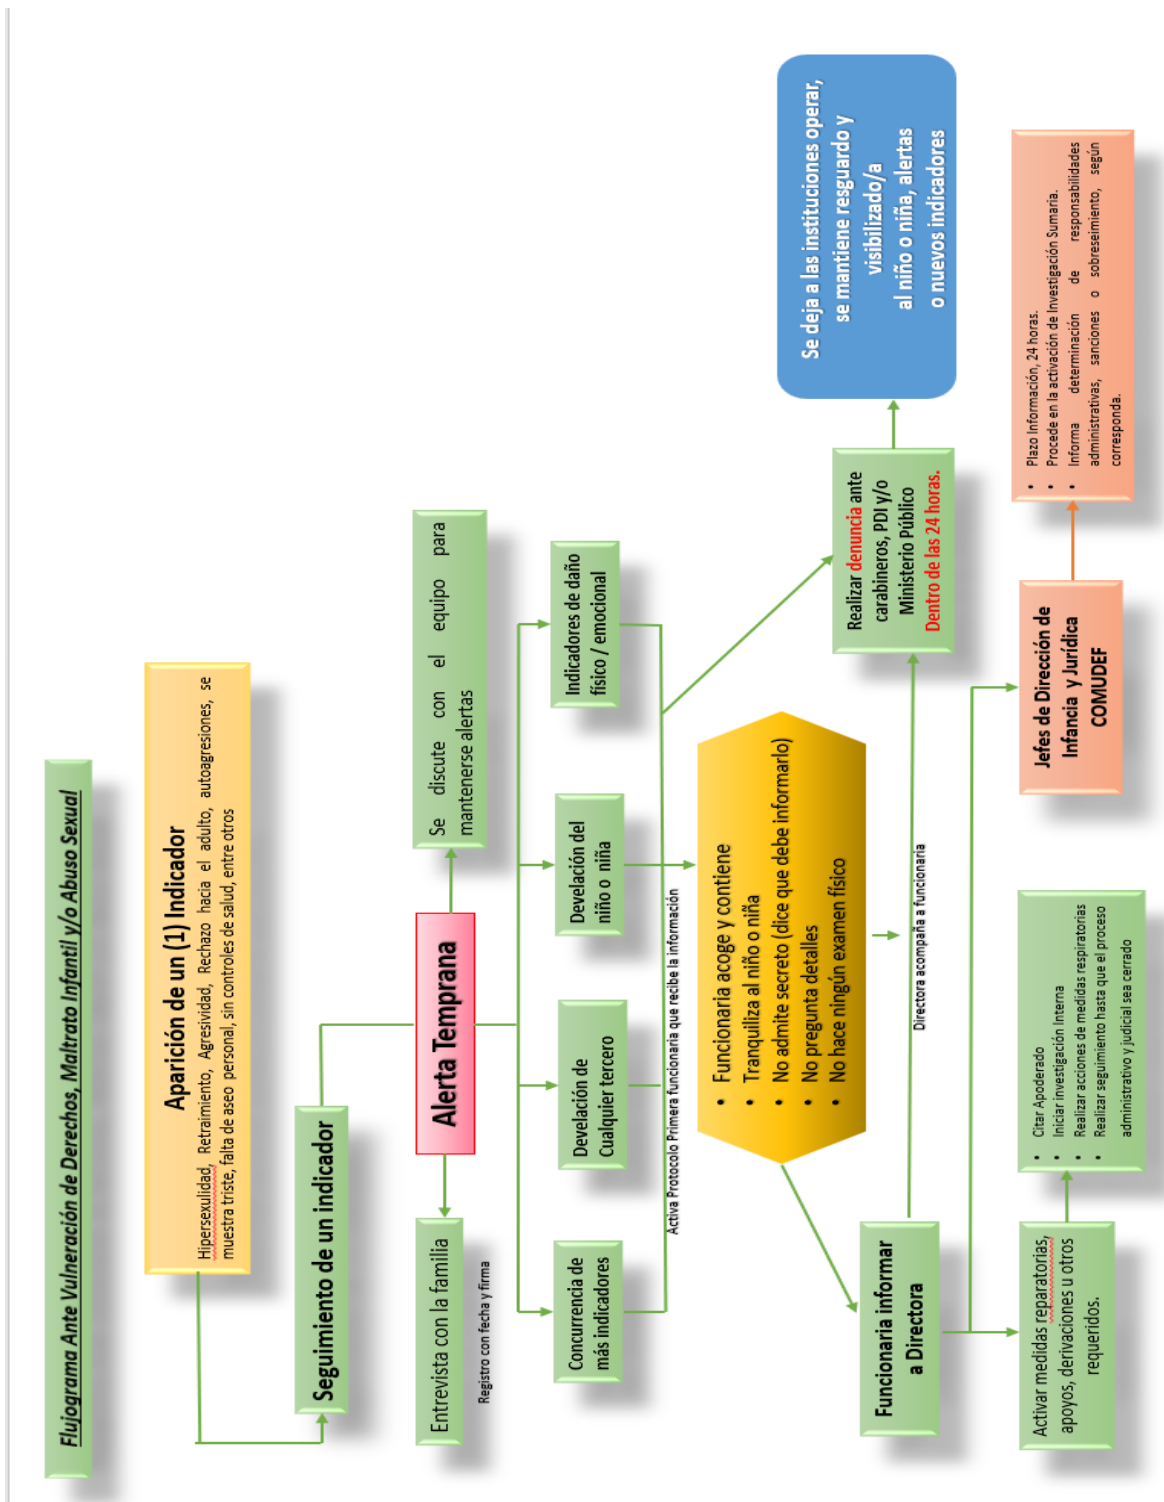 Flujograma Ante Vulneración de Derechos, Maltrato Infantil y/o Abuso Sexual
Aparición de un (1) Indicador
Hipersexulidad, Retraimiento, Agresividad, Rechazo hacia el adulto, autoagresiones, se
muestra triste, falta de aseo personal, sin controles de salud, entre otros
Seguimiento de un indicador
Alerta Temprana
Entrevista con la familia
Registro con fecha y firma
Se discute con el equipo para
mantenerse alertas
Concurrencia de
más indicadores
Develación de
Cualquier tercero
Develación del
niño o niña
Indicadores de daño
físico / emocional
Activa Protocolo Primera funcionaria que recibe la información
• Funcionaria acoge y contiene
• Tranquiliza al niño o niña
• No admite secreto (dice que debe informarlo)
• No pregunta detalles
• No hace ningún examen físico
Funcionaria informar
a Directora
Directora acompaña a funcionaria
Realizar denuncia ante
carabineros, PDI y/o
Ministerio Público
Dentro de las 24 horas.
Se deja a las instituciones operar,
se mantiene resguardo y
visibilizado/a
al niño o niña, alertas
o nuevos indicadores
Activar medidas reparatorias,
apoyos, derivaciones u otros
requeridos.
• Citar Apoderado
• Iniciar investigación Interna
• Realizar acciones de medidas respiratorias
• Realizar seguimiento hasta que el proceso
administrativo y judicial sea cerrado
Jefes de Dirección de
Infancia y Jurídica
COMUDEF
• Plazo Información, 24 horas.
• Procede en la activación de Investigación Sumaria.
• Informa determinación de responsabilidades
administrativas, sanciones o sobreseimiento, según
corresponda.